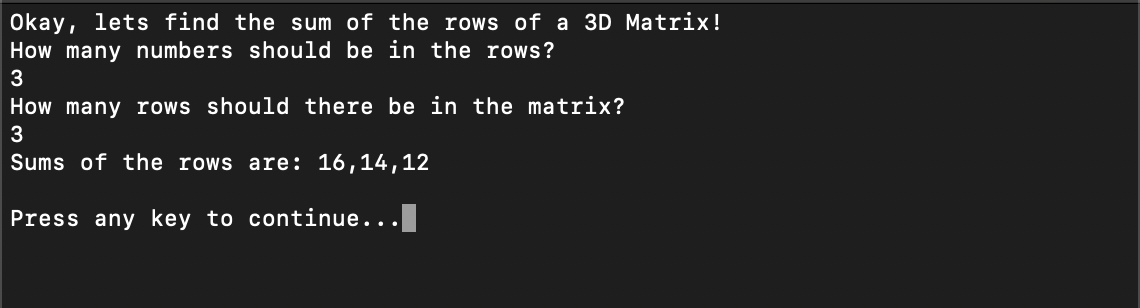 Okay, lets find the sum of the rows of a 3D Matrix!
How many numbers should be in the rows?
3
How many rows should there be in the matrix?
3
Sums of the rows are: 16,14,12
Press any key to continue...